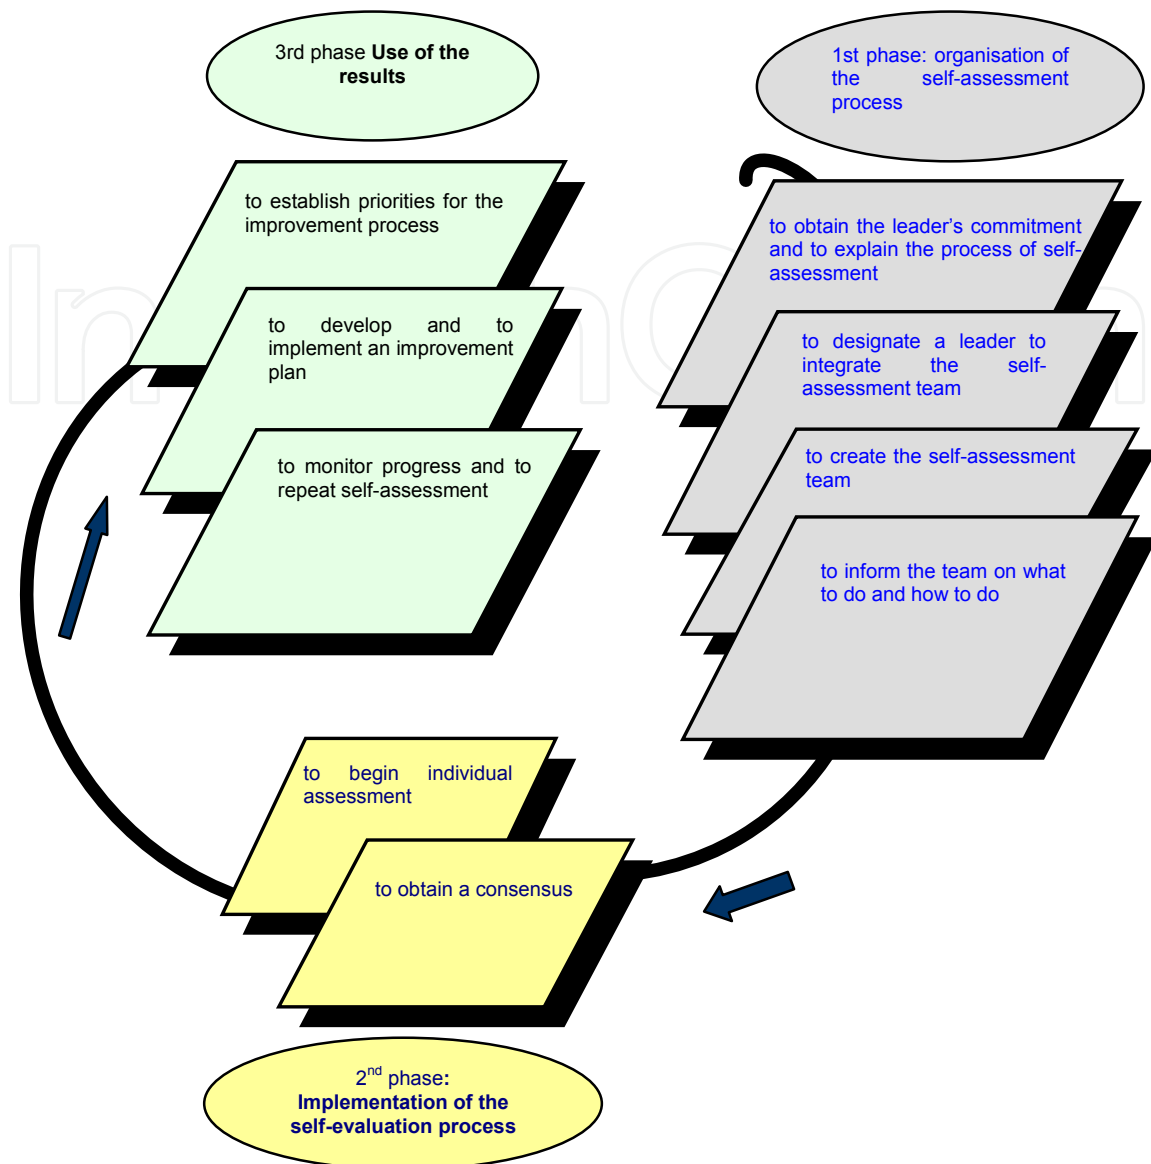 3rd phase Use of the
results
1st phase: organisation of
the self-assessment
process
to establish priorities for the
improvement process
to develop and to
implement an improvement
plan
to monitor progress and to
repeat self-assessment
to obtain the leader's commitment
and to explain the process of self-
assessment
to designate a leader to
integrate the self-
assessment team
to create the self-assessment
team
to inform the team on what
to do and how to do
to begin individual
assessment
to obtain a consensus
2nd phase:
Implementation of the
self-evaluation process